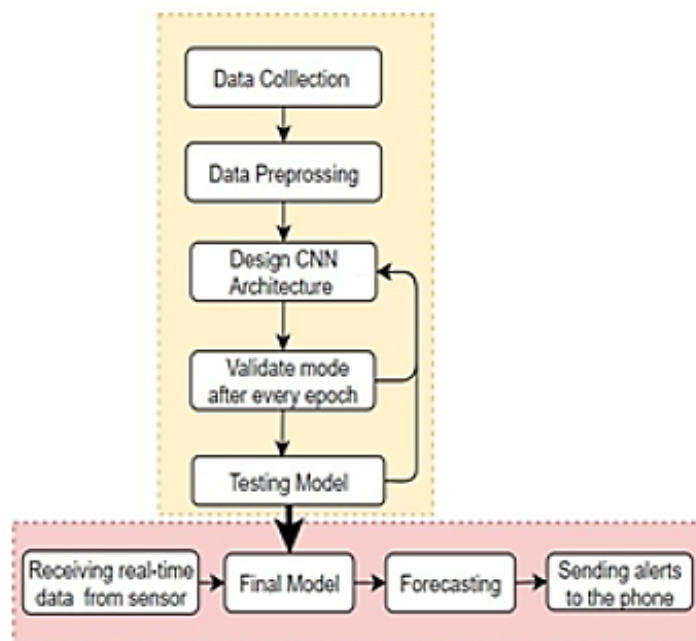 Data Colllection
Data Preprossing
Design CNN
Architecture
Validate mode
after every epoch
Testing Model
Receiving real-time
data from sensor
Final Model
Forecasting
Sending alerts
to the phone